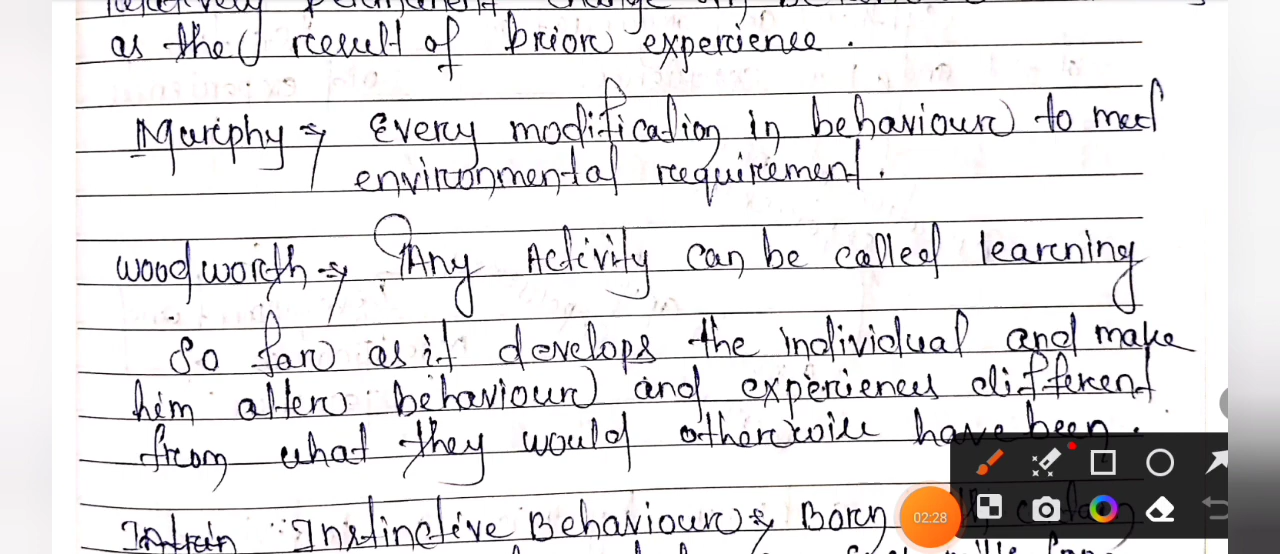 as the result of prior experience.
Murphy ⇒ Every modification in behaviour to meet
environmental requirement.
Woodworth ⇒ Any Activity can be called learning
So far as it develops the individual and make
him alter behaviour and experiences different
from what they would otherwise have been.
Instinctive Behaviour ⇒ Born
02:28